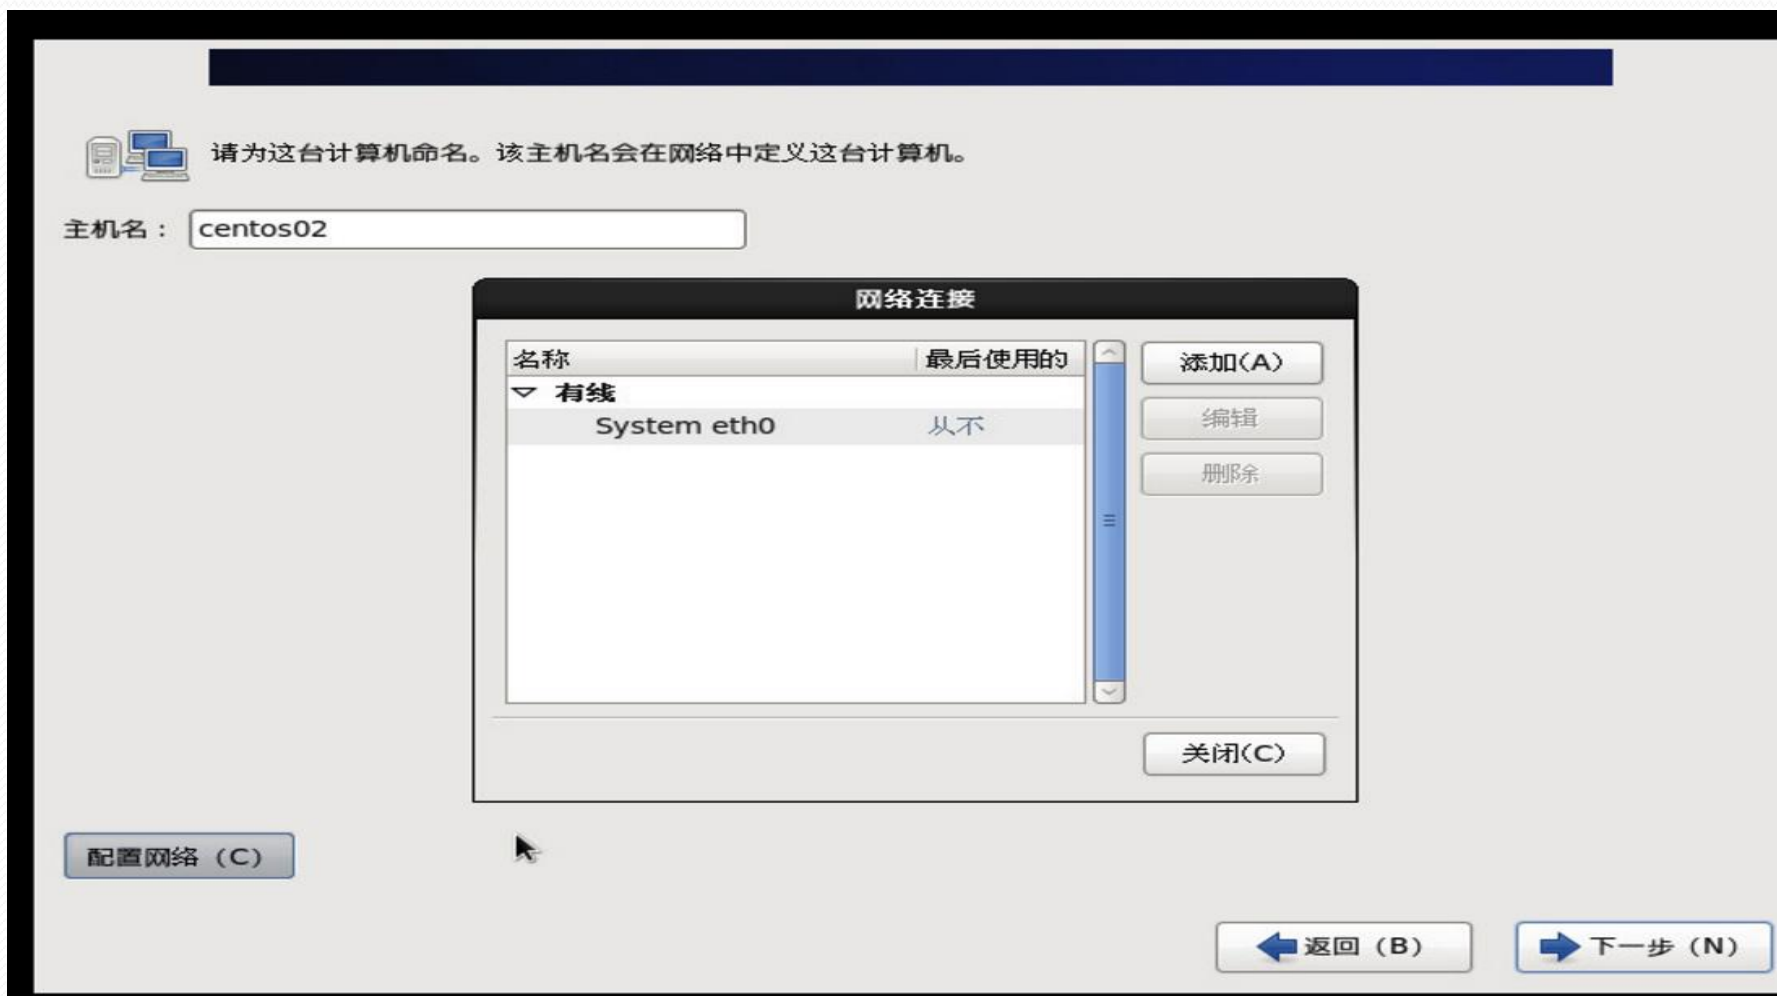 请为这台计算机命名。该主机名会在网络中定义这台计算机。
主机名： centos02
网络连接
名称 最后使用的
有线
System eth0 从不
添加(A)
编辑
删除
关闭(C)
配置网络（C）
返回（B） 下一步（N）